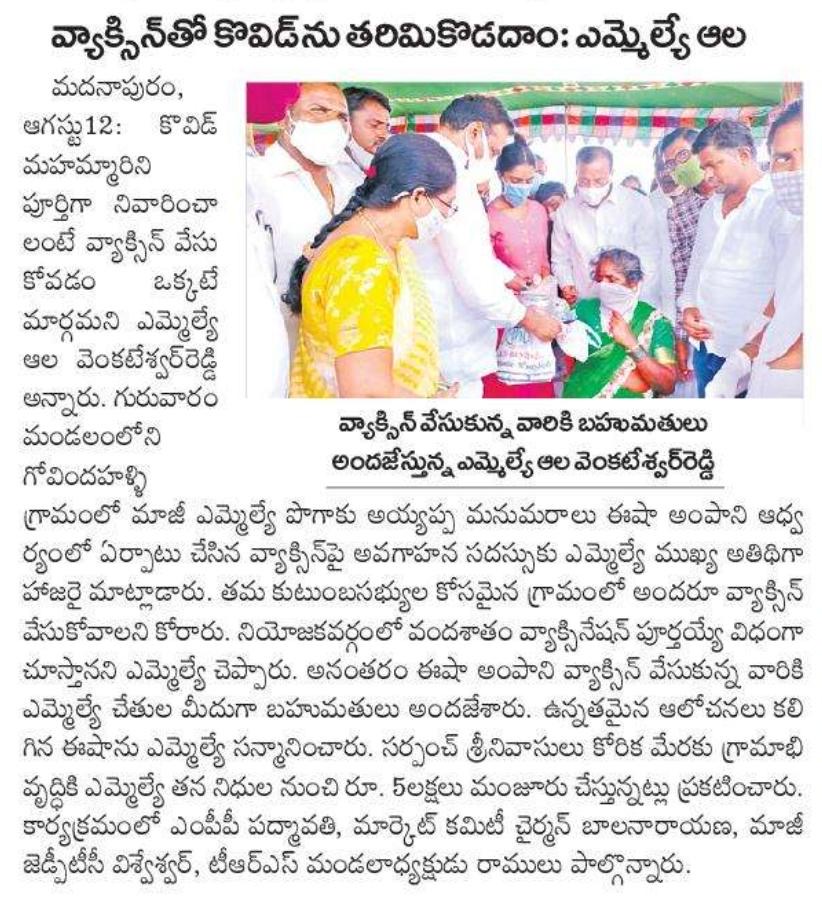 వ్యాక్సిన్‌తో కొవిడ్‌ను తరిమికొడదాం: ఎమ్మెల్యే ఆల
మదనాపురం,
ఆగస్టు12: కొవిడ్
మహమ్మారిని
పూర్తిగా నివారించా
లంటే వ్యాక్సిన్ వేసు
కోవడం ఒక్కటే
మార్గమని ఎమ్మెల్యే
ఆల వెంకటేశ్వర్‌రెడ్డి
అన్నారు. గురువారం
మండలంలోని
గోవిందహళ్ళి
వ్యాక్సిన్ వేసుకున్న వారికి బహుమతులు
అందజేస్తున్న ఎమ్మెల్యే ఆల వెంకటేశ్వర్‌రెడ్డి
గ్రామంలో మాజీ ఎమ్మెల్యే పొగాకు అయ్యప్ప మనుమరాలు ఈషా అంపాని ఆధ్వ
ర్యంలో ఏర్పాటు చేసిన వ్యాక్సిన్‌పై అవగాహన సదస్సుకు ఎమ్మెల్యే ముఖ్య అతిథిగా
హాజరై మాట్లాడారు. తమ కుటుంబసభ్యుల కోసమైన గ్రామంలో అందరూ వ్యాక్సిన్
వేసుకోవాలని కోరారు. నియోజకవర్గంలో వందశాతం వ్యాక్సినేషన్ పూర్తయ్యే విధంగా
చూస్తానని ఎమ్మెల్యే చెప్పారు. అనంతరం ఈషా అంపాని వ్యాక్సిన్ వేసుకున్న వారికి
ఎమ్మెల్యే చేతుల మీదుగా బహుమతులు అందజేశారు. ఉన్నతమైన ఆలోచనలు కలి
గిన ఈషాను ఎమ్మెల్యే సన్మానించారు. సర్పంచ్ శ్రీనివాసులు కోరిక మేరకు గ్రామాభి
వృద్ధికి ఎమ్మెల్యే తన నిధుల నుంచి రూ. 5లక్షలు మంజూరు చేస్తున్నట్లు ప్రకటించారు.
కార్యక్రమంలో ఎంపీపీ పద్మావతి, మార్కెట్ కమిటీ చైర్మన్ బాలనారాయణ, మాజీ
జెడ్పీటీసీ విశ్వేశ్వర్, టీఆర్ఎస్ మండలాధ్యక్షుడు రాములు పాల్గొన్నారు.